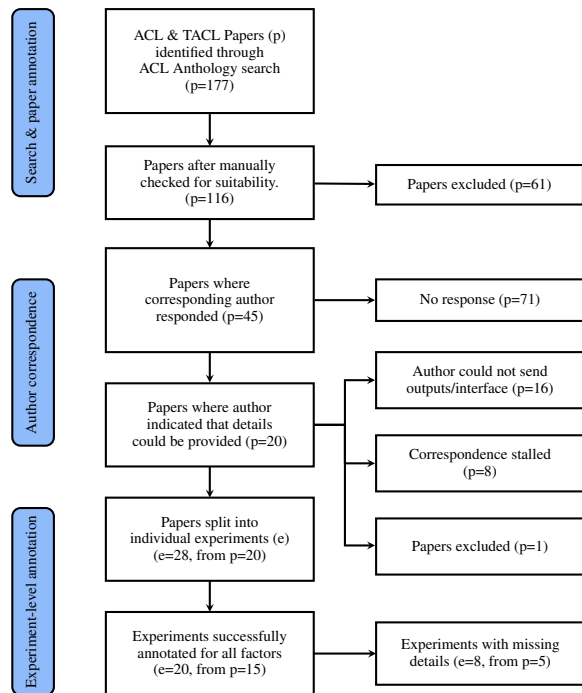 Search & paper annotation
ACL & TACL Papers (p)
identified through
ACL Anthology search
(p=177)
Papers after manually
checked for suitability.
(p=116)
Papers excluded (p=61)
Author correspondence
Papers where
corresponding author
responded (p=45)
No response (p=71)
Papers where author
indicated that details
could be provided (p=20)
Author could not send
outputs/interface (p=16)
Correspondence stalled
(p=8)
Papers excluded (p=1)
Experiment-level annotation
Papers split into
individual experiments (e)
(e=28, from p=20)
Experiments successfully
annotated for all factors
(e=20, from p=15)
Experiments with missing
details (e=8, from p=5)